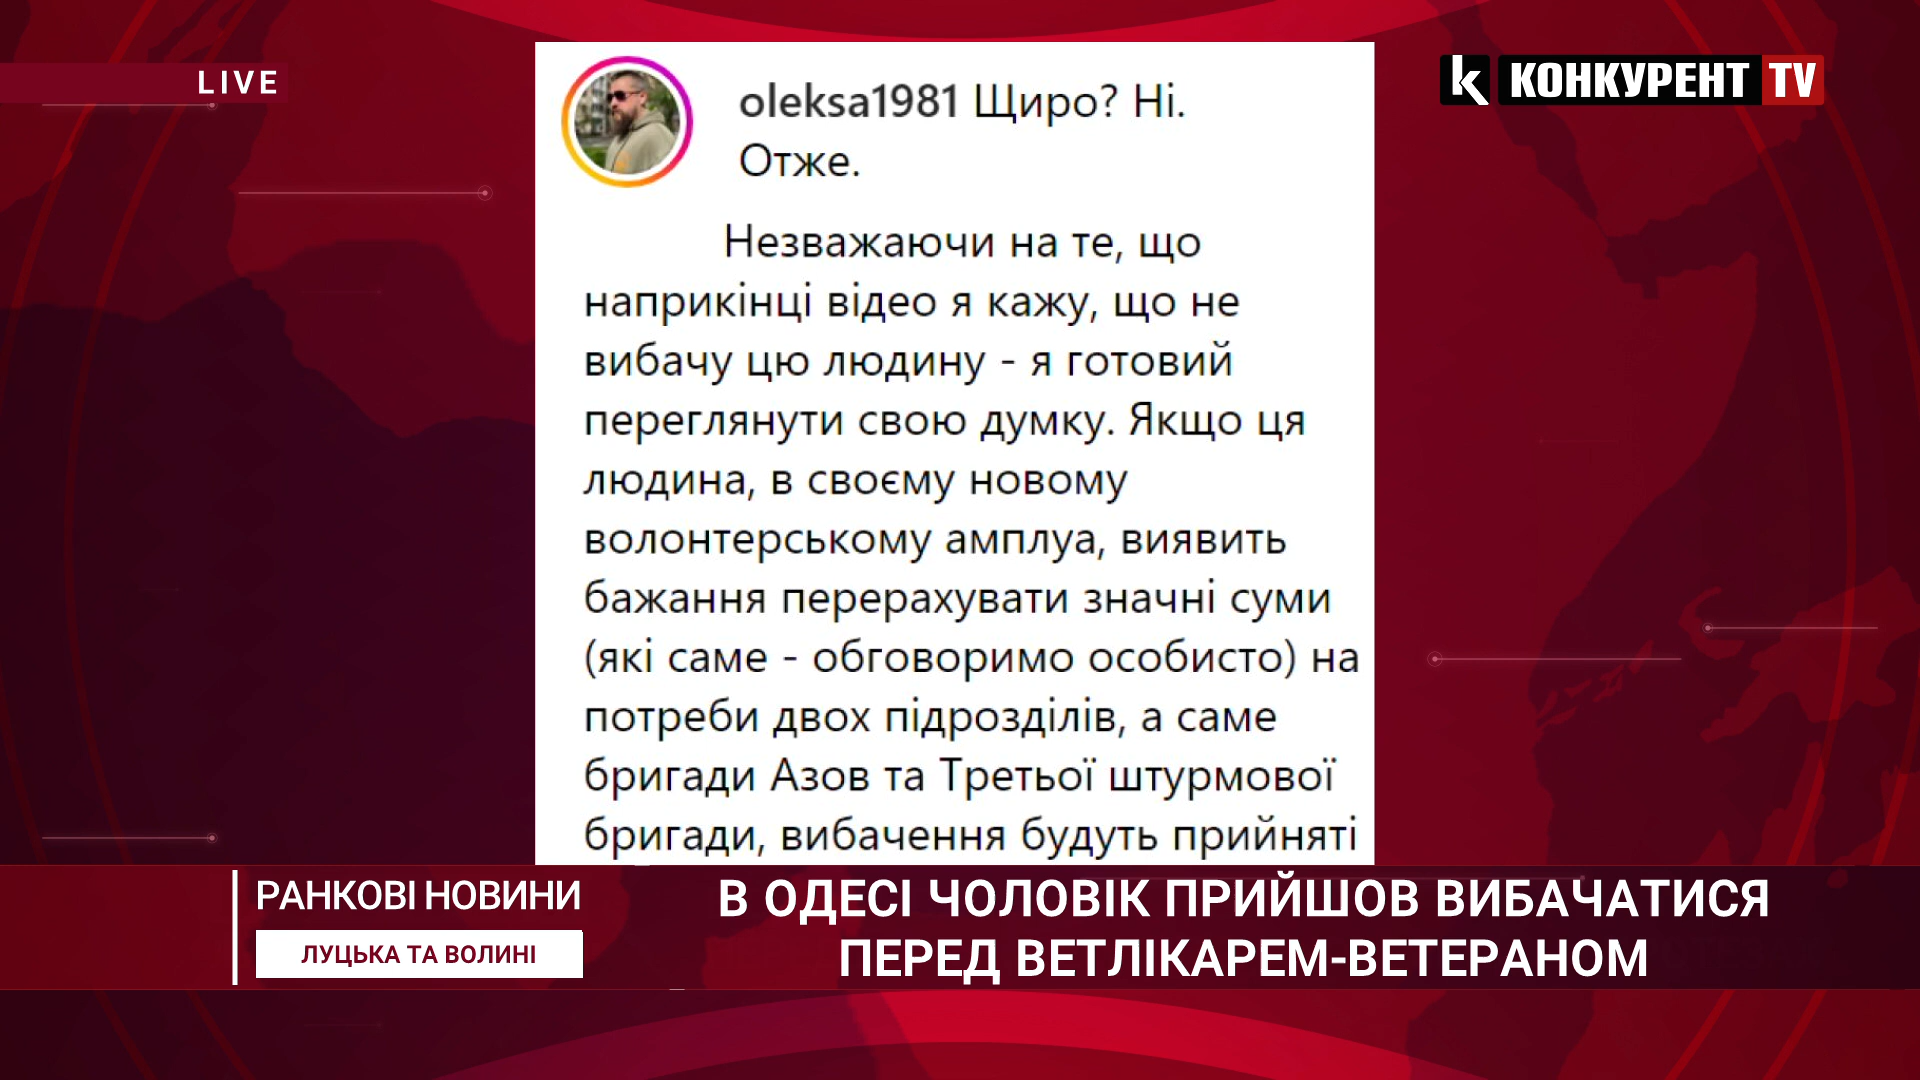 LIVE
k КОНКУРЕНТ TV
oleksa1981 Щиро? Ні.
Отже.
Незважаючи на те, що
наприкінці відео я кажу, що не
вибачу цю людину - я готовий
переглянути свою думку. Якщо ця
людина, в своєму новому
волонтерському амплуа, виявить
бажання перерахувати значні суми
(які саме - обговоримо особисто) на
потреби двох підрозділів, а саме
бригади Азов та Третьої штурмової
бригади, вибачення будуть прийняті
РАНКОВІ НОВИНИ
ЛУЦЬКА ТА ВОЛИНІ
В ОДЕСІ ЧОЛОВІК ПРИЙШОВ ВИБАЧАТИСЯ
ПЕРЕД ВЕТЛІКАРЕМ-ВЕТЕРАНОМ